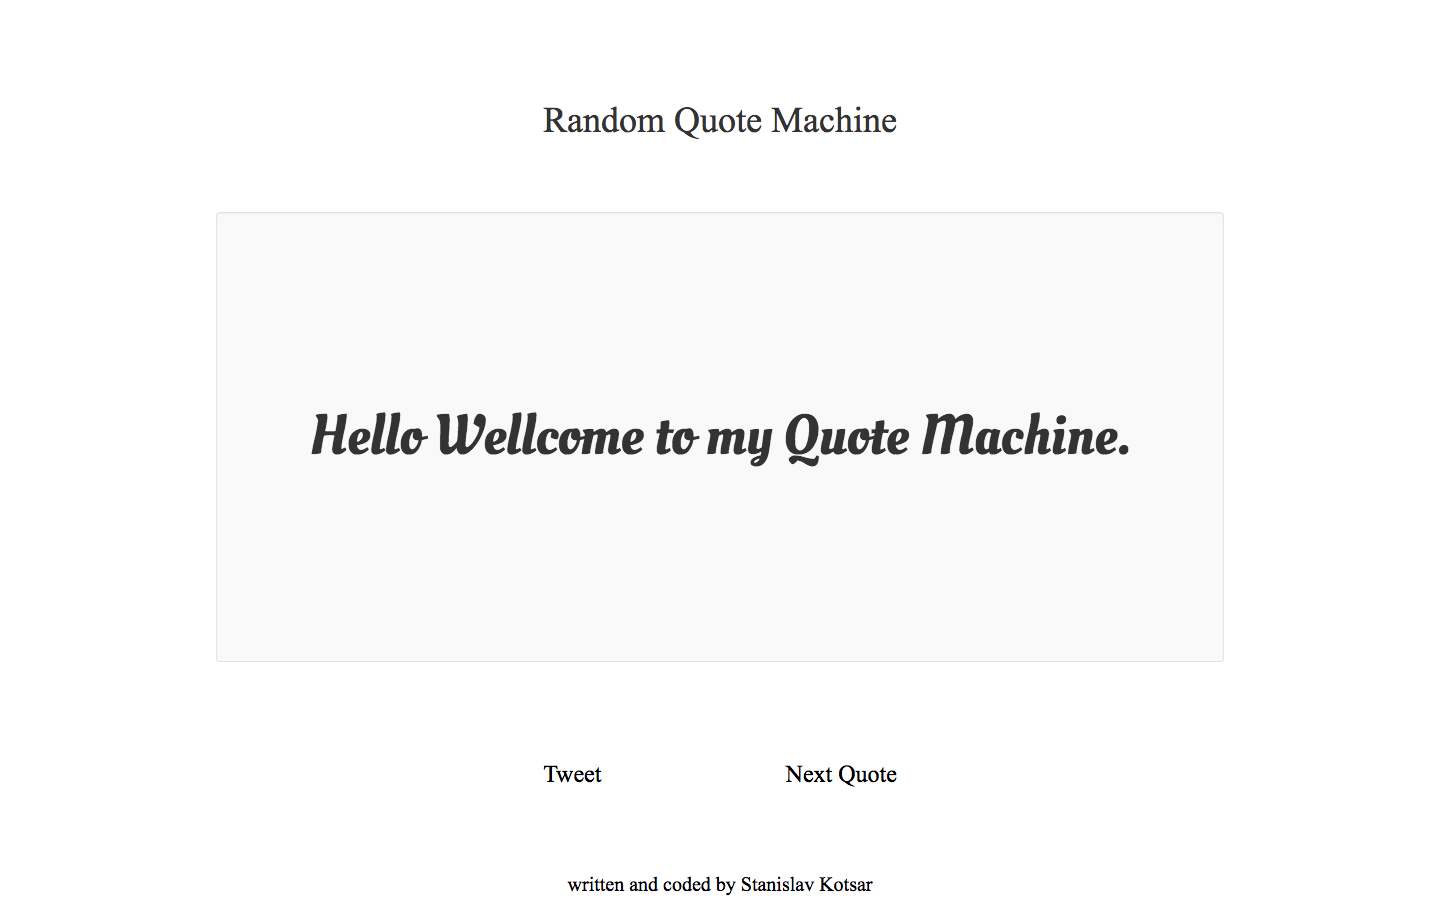 Random Quote Machine
Hello Wellcome to my Quote Machine.
Tweet
Next Quote
written and coded by Stanislav Kotsar